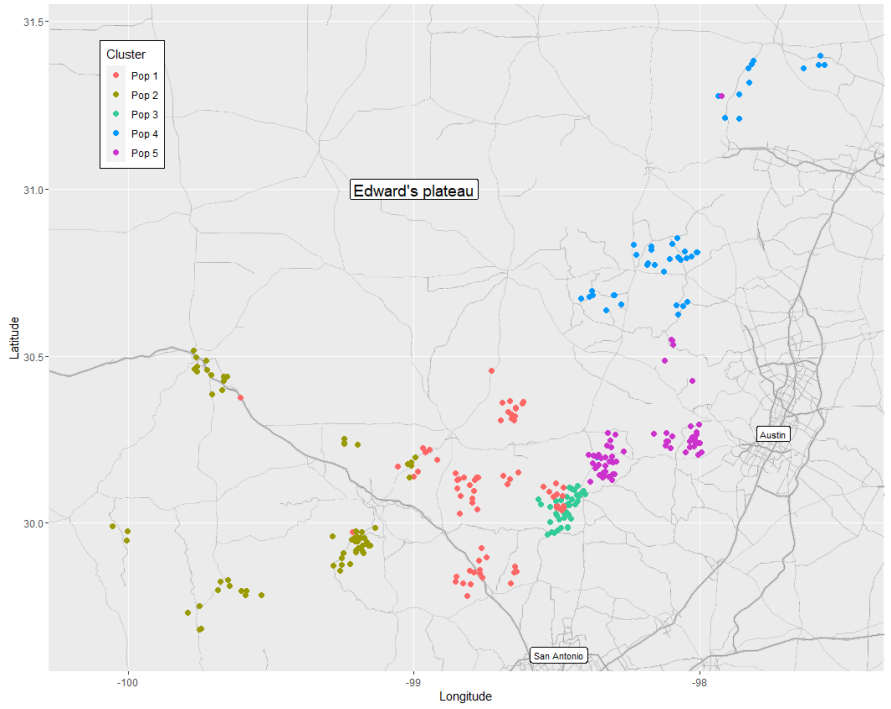 31.5
Cluster
Pop 1
Pop 2
Pop 3
Pop 4
Pop 5
31.0
Edward's plateau
Latitude
30.5
Austin
30.0
San Antonio
-100
-99
-98
Longitude